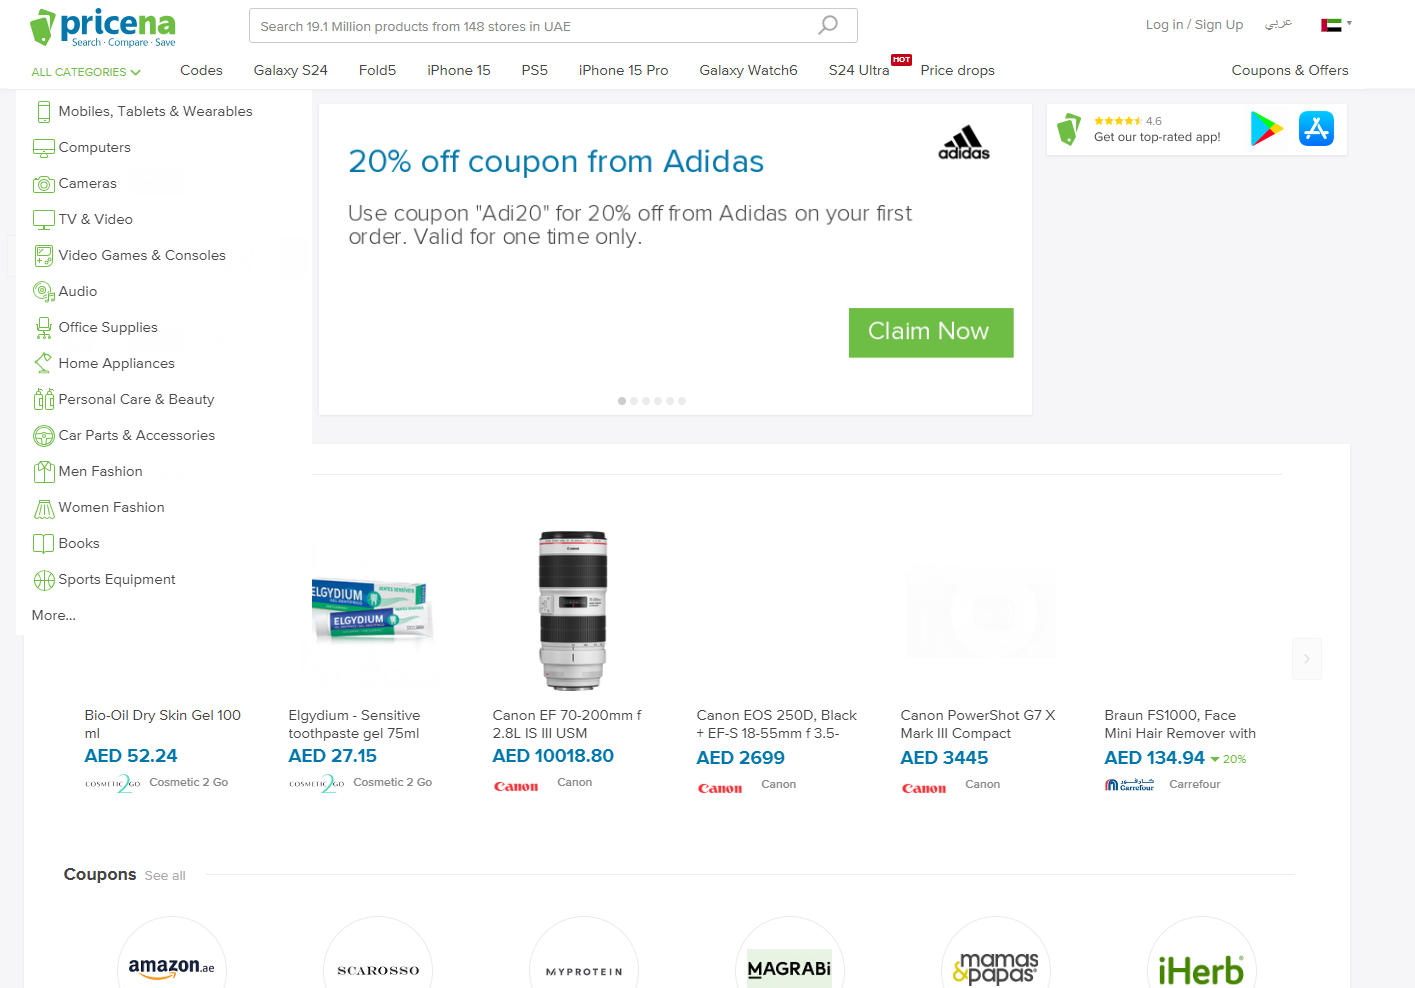 pricena
Search · Compare · Save
Search 19.1 Million products from 148 stores in UAE
Log in / Sign Up
عربي
ALL CATEGORIES
Codes
Galaxy S24
Fold5
iPhone 15
PS5
iPhone 15 Pro
Galaxy Watch6
S24 Ultra
HOT
Price drops
Coupons & Offers
Mobiles, Tablets & Wearables
Computers
Cameras
TV & Video
Video Games & Consoles
Audio
Office Supplies
Home Appliances
Personal Care & Beauty
Car Parts & Accessories
Men Fashion
Women Fashion
Books
Sports Equipment
More...
20% off coupon from Adidas
adidas
Use coupon "Adi20" for 20% off from Adidas on your first
order. Valid for one time only.
Claim Now
4.6
Get our top-rated app!
ELGYDIUM
DENTS SENSIBLES
ELGYDIUM
Canon
Bio-Oil Dry Skin Gel 100
ml
AED 52.24
COSMETIC2GO
Cosmetic 2 Go
Elgydium - Sensitive
toothpaste gel 75ml
AED 27.15
COSMETIC2GO
Cosmetic 2 Go
Canon EF 70-200mm f
2.8L IS III USM
AED 10018.80
Canon
Canon
Canon EOS 250D, Black
+ EF-S 18-55mm f 3.5-
AED 2699
Canon
Canon
Canon PowerShot G7 X
Mark III Compact
AED 3445
Canon
Canon
Braun FS1000, Face
Mini Hair Remover with
AED 134.94
20%
كارفور
Carrefour
Carrefour
Coupons
See all
amazon.ae
SCAROSSO
MYPROTEIN
MAGRABi
mamas
&papas
iHerb